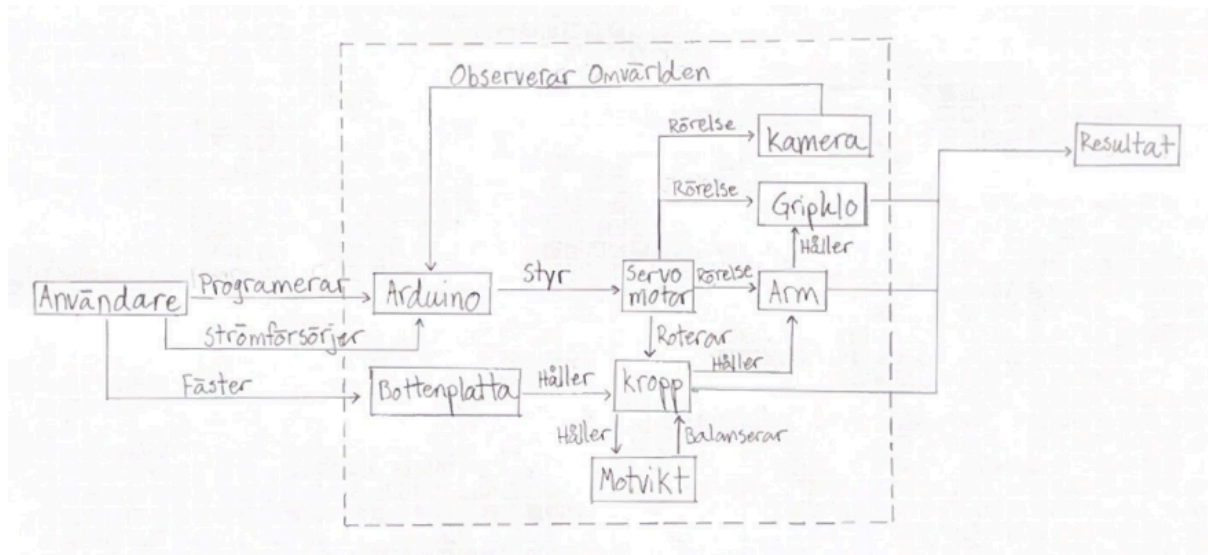 Observerar Omvärlden
Rörelse
Kamera
Resultat
Rörelse
Gripklo
Håller
Användare
Programerar
Arduino
Styr
Servo
motor
Rörelse
Arm
Strömförsörjer
Roterar
Fäster
Bottenplatta
Håller
Kropp
Håller
Håller
Balanserar
Motvikt